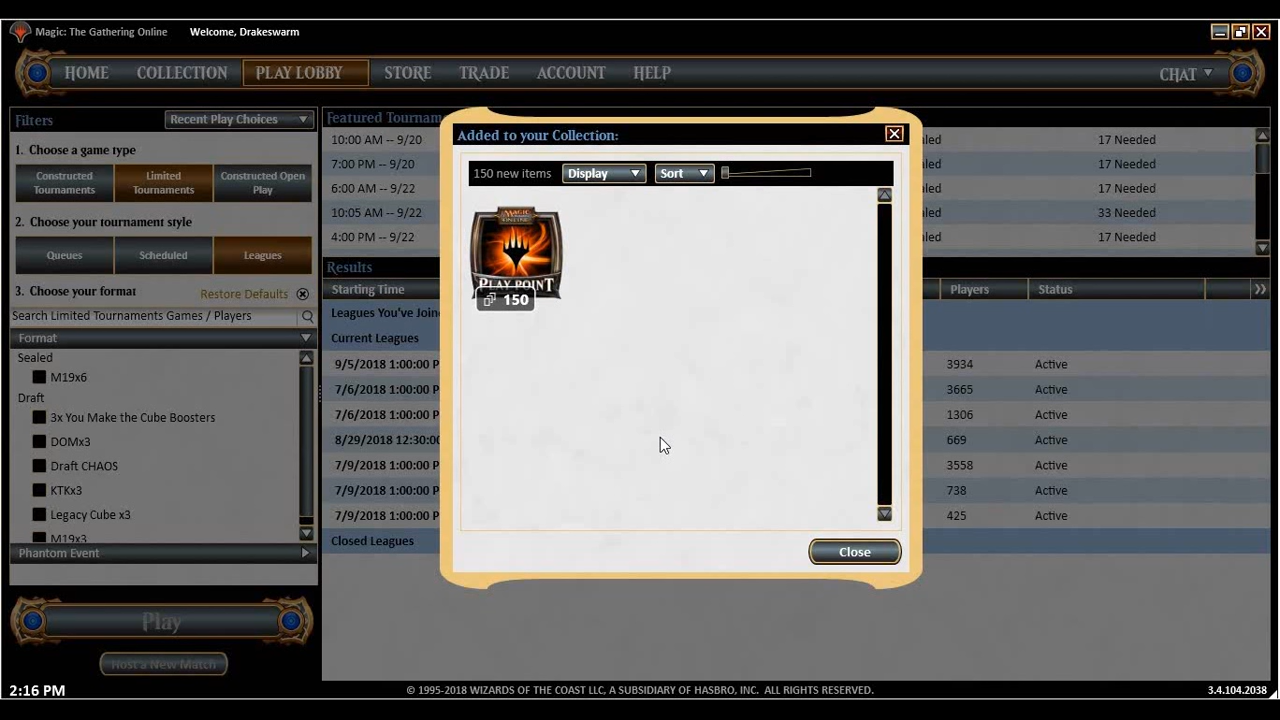 Magic: The Gathering Online Welcome, Drakeswarm
HOME COLLECTION PLAY LOBBY STORE TRADE ACCOUNT HELP CHAT
Filters
Recent Play Choices
1. Choose a game type
Constructed Tournaments
Limited Tournaments
Constructed Open Play
2. Choose your tournament style
Queues Scheduled Leagues
3. Choose your format
Restore Defaults
Search Limited Tournaments Games / Players
Format
Sealed
M19x6
Draft
3x You Make the Cube Boosters
DOMx3
Draft CHAOS
KTKx3
Legacy Cube x3
M19x3
Phantom Event
Play
Host a New Match
2:16 PM
Featured Tournam
10:00 AM -- 9/20 17 Needed
7:00 PM -- 9/20 17 Needed
6:00 AM -- 9/22 17 Needed
10:05 AM -- 9/22 33 Needed
4:00 PM -- 9/22 17 Needed
Results
Starting Time Players Status
Leagues You've Join
Current Leagues
9/5/2018 1:00:00 P 3934 Active
7/6/2018 1:00:00 P 3665 Active
7/6/2018 1:00:00 P 1306 Active
8/29/2018 12:30:00 669 Active
7/9/2018 1:00:00 P 3558 Active
7/9/2018 1:00:00 P 738 Active
7/9/2018 1:00:00 P 425 Active
Closed Leagues
Added to your Collection:
150 new items Display Sort
MAGIC ONLINE
PLAY POINT
150
Close
© 1995-2018 WIZARDS OF THE COAST LLC, A SUBSIDIARY OF HASBRO, INC. ALL RIGHTS RESERVED.
3.4.104.2038